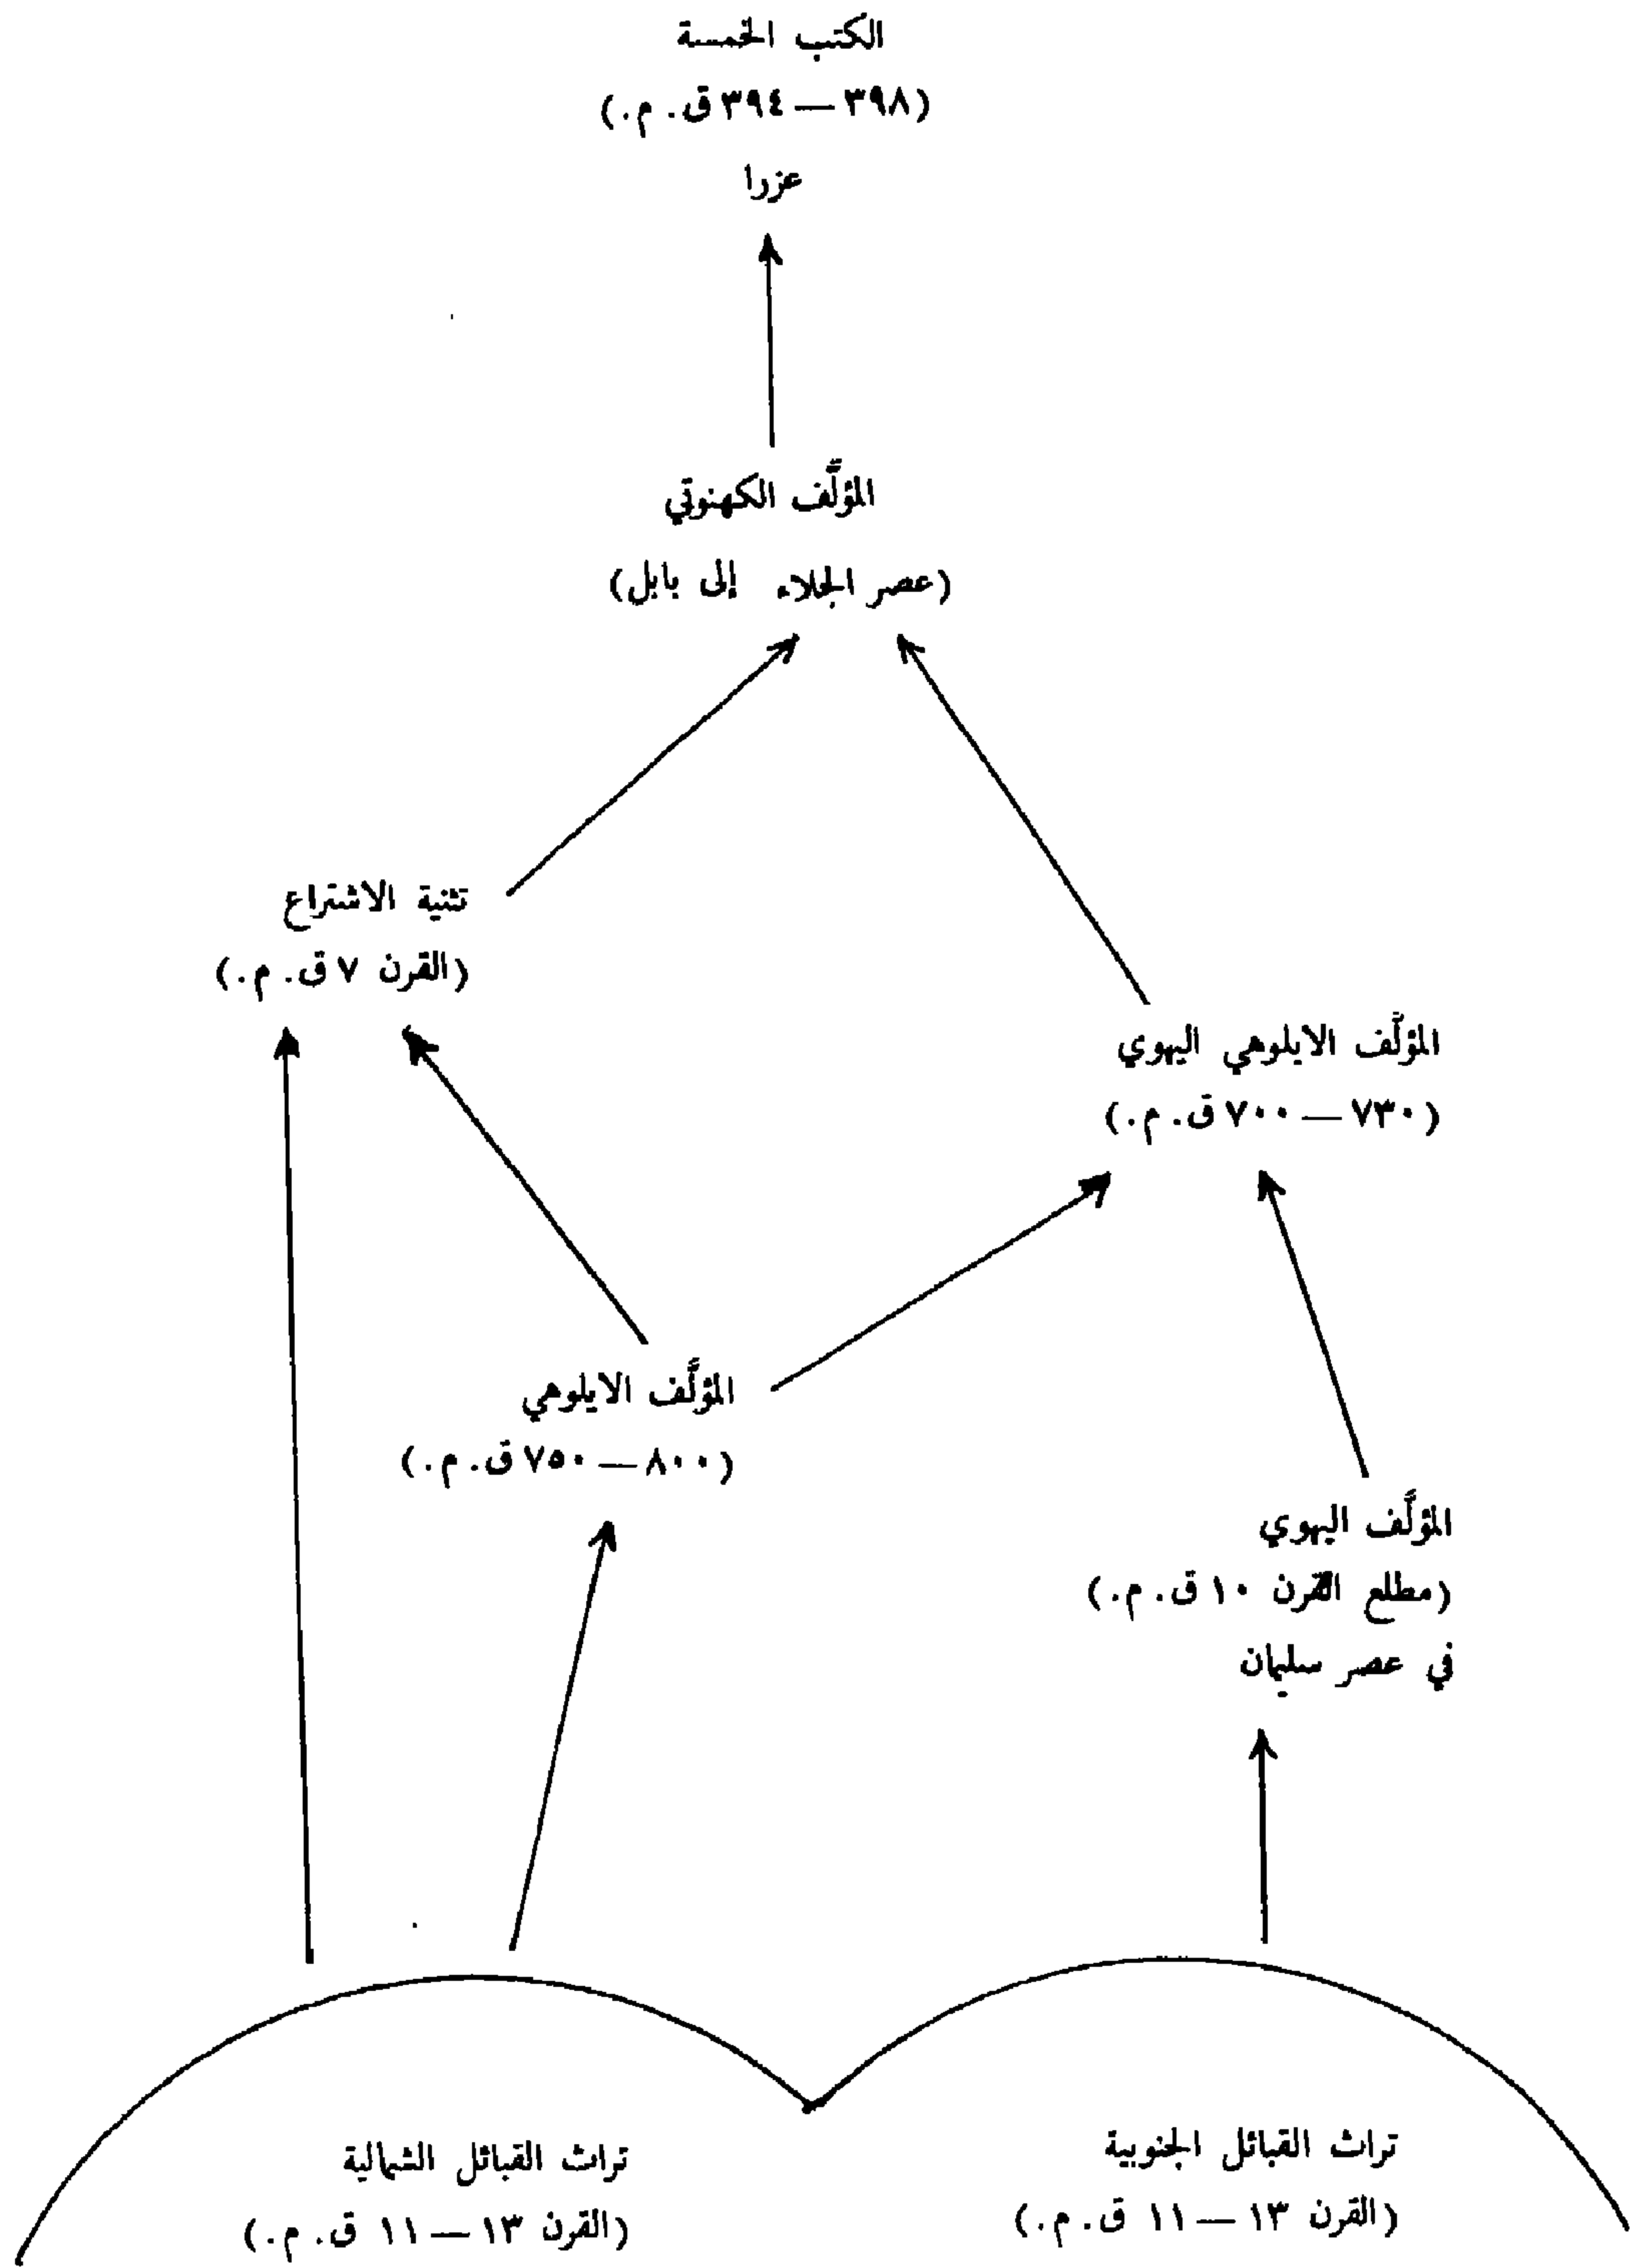 الكتب الخمسة
(٣٩٨ — ٣٩٤ ق . م .)
عزرا
المؤلَّف الكهنوتي
(عصر الجلاء إلى بابل)
تثنية الاشتراع
(القرن ٧ ق . م .)
المؤلَّف الايلوهي اليهوي
(٧٣٠ — ٧٠٠ ق . م .)
المؤلَّف الايلوهي
(٨٠٠ — ٧٥٠ ق . م .)
المؤلَّف اليهوي
(مطلع القرن ١٠ ق . م .)
في عصر سليمان
تراث القبائل الجنوبية
(القرن ١٣ — ١١ ق . م .)
تراث القبائل الشمالية
(القرن ١٣ — ١١ ق . م .)